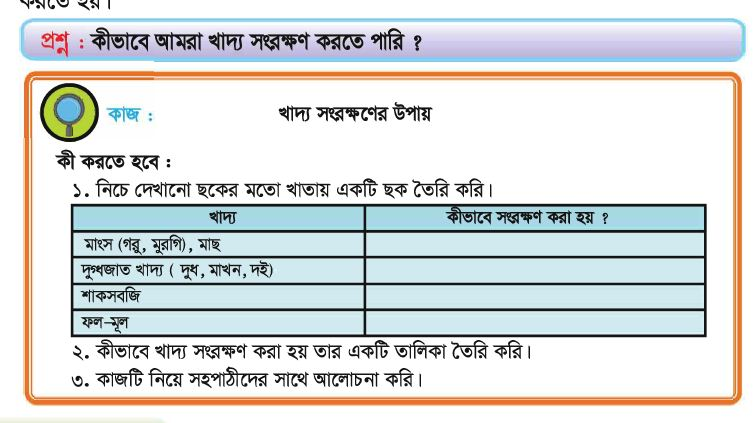 করতে হয়।
প্রশ্ন : কীভাবে আমরা খাদ্য সংরক্ষণ করতে পারি ?
কাজ : খাদ্য সংরক্ষণের উপায়
কী করতে হবে :
১. নিচে দেখানো ছকের মতো খাতায় একটি ছক তৈরি করি।
খাদ্য কীভাবে সংরক্ষণ করা হয় ?
মাংস (গরু, মুরগি), মাছ
দুগ্ধজাত খাদ্য ( দুধ, মাখন, দই)
শাকসবজি
ফল-মূল
২. কীভাবে খাদ্য সংরক্ষণ করা হয় তার একটি তালিকা তৈরি করি।
৩. কাজটি নিয়ে সহপাঠীদের সাথে আলোচনা করি।